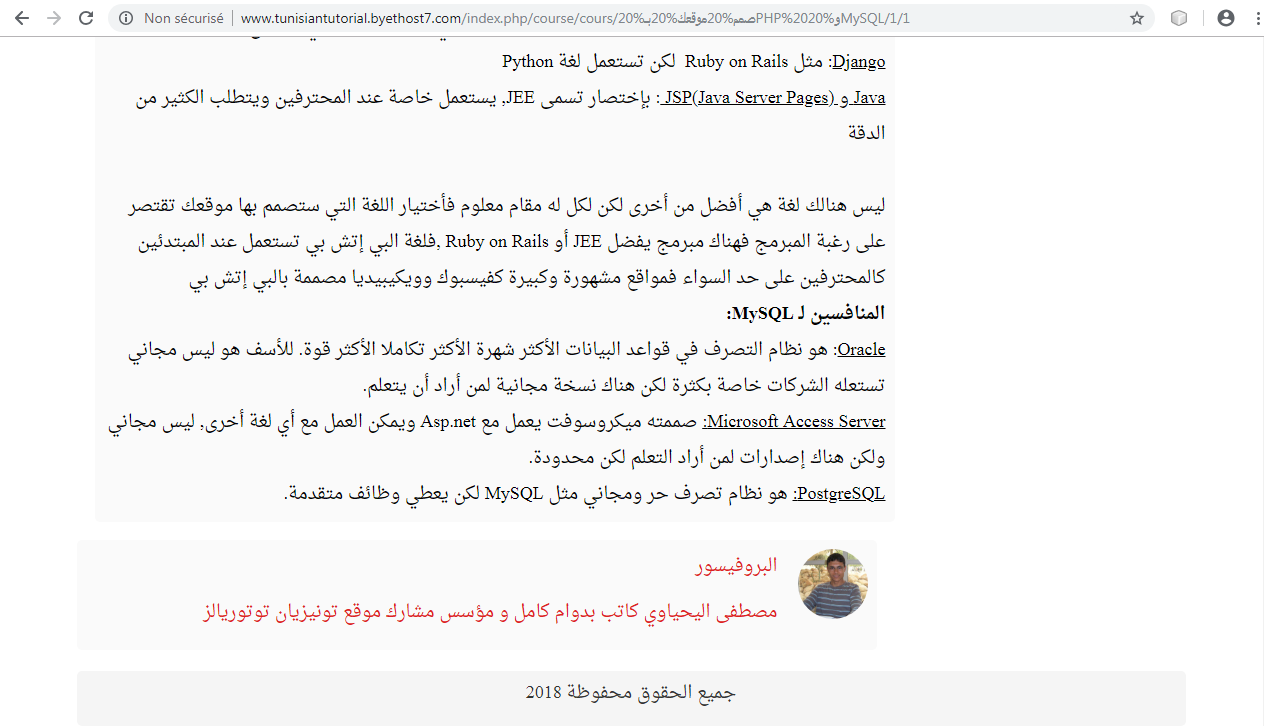 Non sécurisé www.tunisiantutorial.byethost7.com/index.php/course/cours/20%صمم%20موقعك%20بـ%20PHP%20و%20MySQL/1/1
Django: مثل Ruby on Rails لكن تستعمل لغة Python
Java و JSP(Java Server Pages) : بإختصار تسمى JEE, يستعمل خاصة عند المحترفين ويتطلب الكثير من
الدقة
ليس هنالك لغة هي أفضل من أخرى لكن لكل له مقام معلوم فأختيار اللغة التي ستصمم بها موقعك تقتصر
على رغبة المبرمج فهناك مبرمج يفضل JEE أو Ruby on Rails ,فلغة البي إتش بي تستعمل عند المبتدئين
كالمحترفين على حد السواء فمواقع مشهورة وكبيرة كفيسبوك وويكيبيديا مصممة بالبي إتش بي
المنافسين لـ MySQL:
Oracle: هو نظام التصرف في قواعد البيانات الأكثر شهرة الأكثر تكاملا الأكثر قوة. للأسف هو ليس مجاني
تستعله الشركات خاصة بكثرة لكن هناك نسخة مجانية لمن أراد أن يتعلم.
Microsoft Access Server: صممته ميكروسوفت يعمل مع Asp.net ويمكن العمل مع أي لغة أخرى, ليس مجاني
ولكن هناك إصدارات لمن أراد التعلم لكن محدودة.
PostgreSQL: هو نظام تصرف حر ومجاني مثل MySQL لكن يعطي وظائف متقدمة.
البروفيسور
مصطفى اليحياوي كاتب بدوام كامل و مؤسس مشارك موقع تونيزيان توتوريالز
جميع الحقوق محفوظة 2018